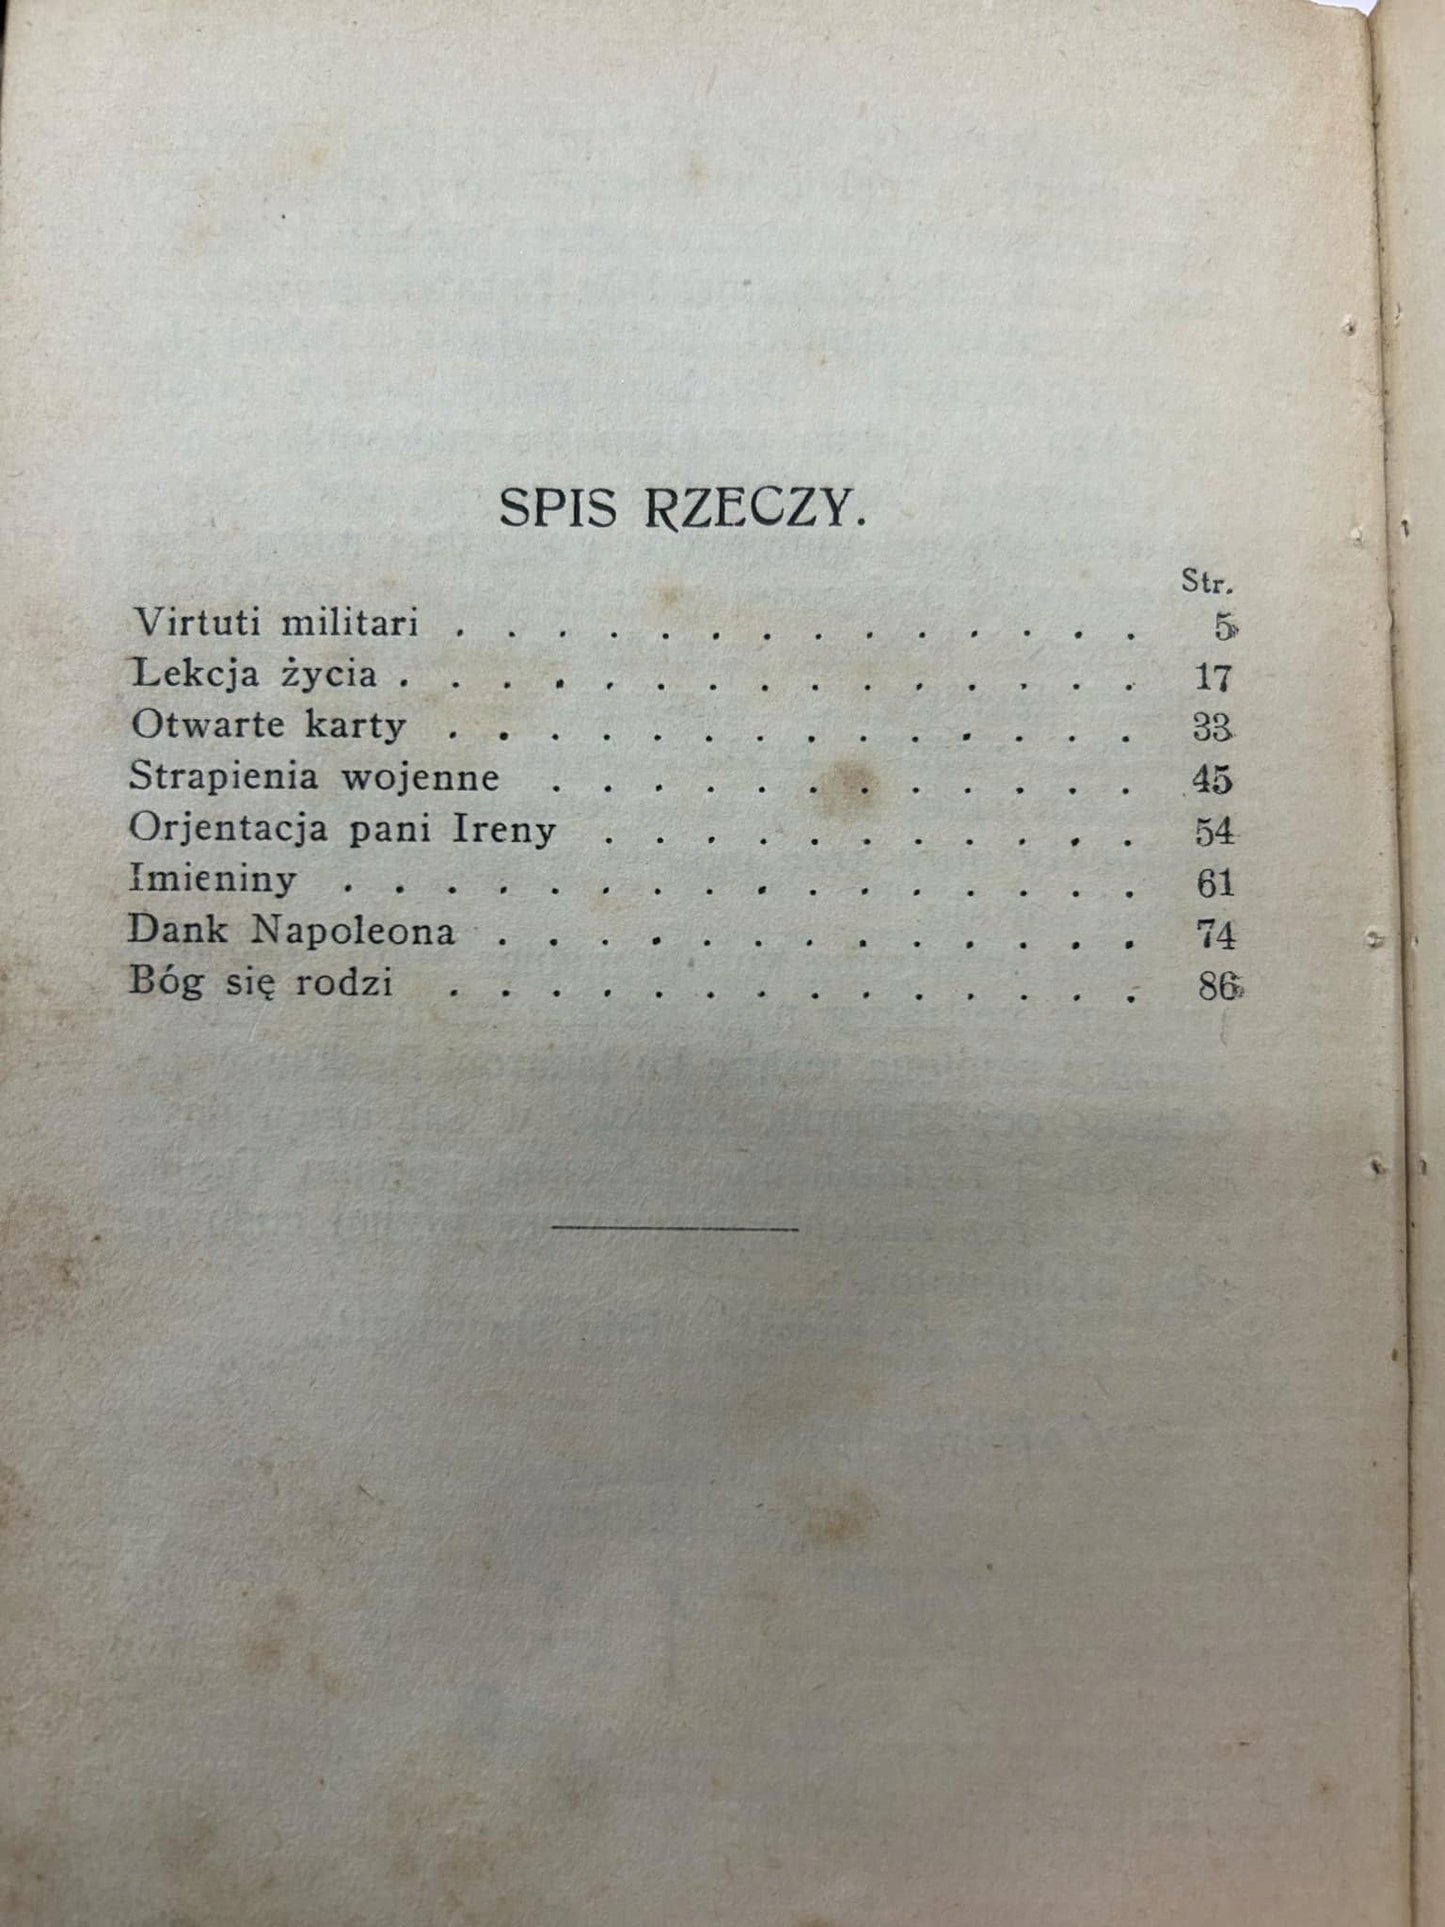 SPIS RZECZY.
Str.
Virtuti militari . . . . . . . . . . . . . . 5
Lekcja życia . . . . . . . . . . . . . . . 17
Otwarte karty . . . . . . . . . . . . . . 33
Strapienia wojenne . . . . . . . . . . . . 45
Orjentacja pani Ireny . . . . . . . . . . . 54
Imieniny . . . . . . . . . . . . . . . . 61
Dank Napoleona . . . . . . . . . . . . . 74
Bóg się rodzi . . . . . . . . . . . . . . 86